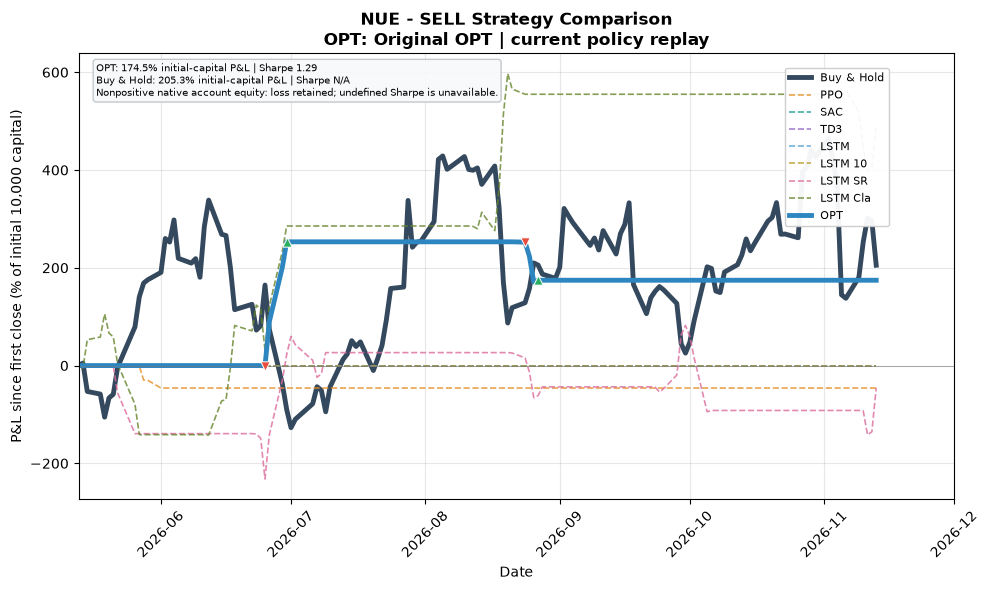 NUE - SELL Strategy Comparison
OPT: Original OPT | current policy replay
OPT: 174.5% initial-capital P&L | Sharpe 1.29
Buy & Hold: 205.3% initial-capital P&L | Sharpe N/A
Nonpositive native account equity: loss retained; undefined Sharpe is unavailable.
Buy & Hold
PPO
SAC
TD3
LSTM
LSTM 10
LSTM SR
LSTM Cla
OPT
P&L since first close (% of initial 10,000 capital)
600
400
200
0
−200
2026-06
2026-07
2026-08
2026-09
2026-10
2026-11
2026-12
Date